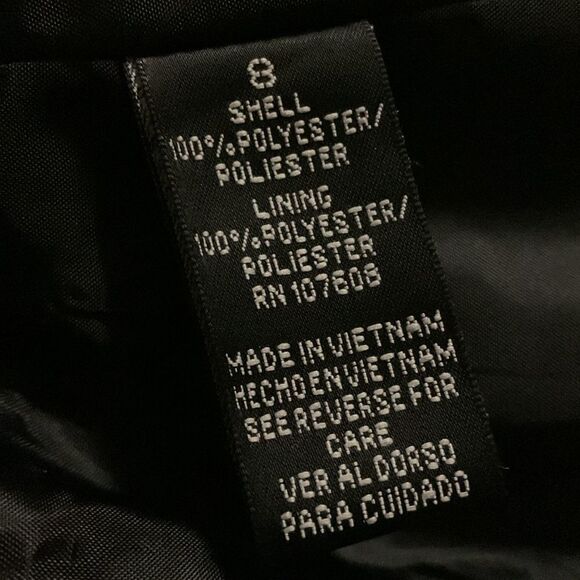 8
SHELL
100% POLYESTER/
POLIESTER
LINING
100% POLYESTER/
POLIESTER
RN 107608
MADE IN VIETNAM
HECHO EN VIETNAM
SEE REVERSE FOR
CARE
VER AL DORSO
PARA CUIDADO